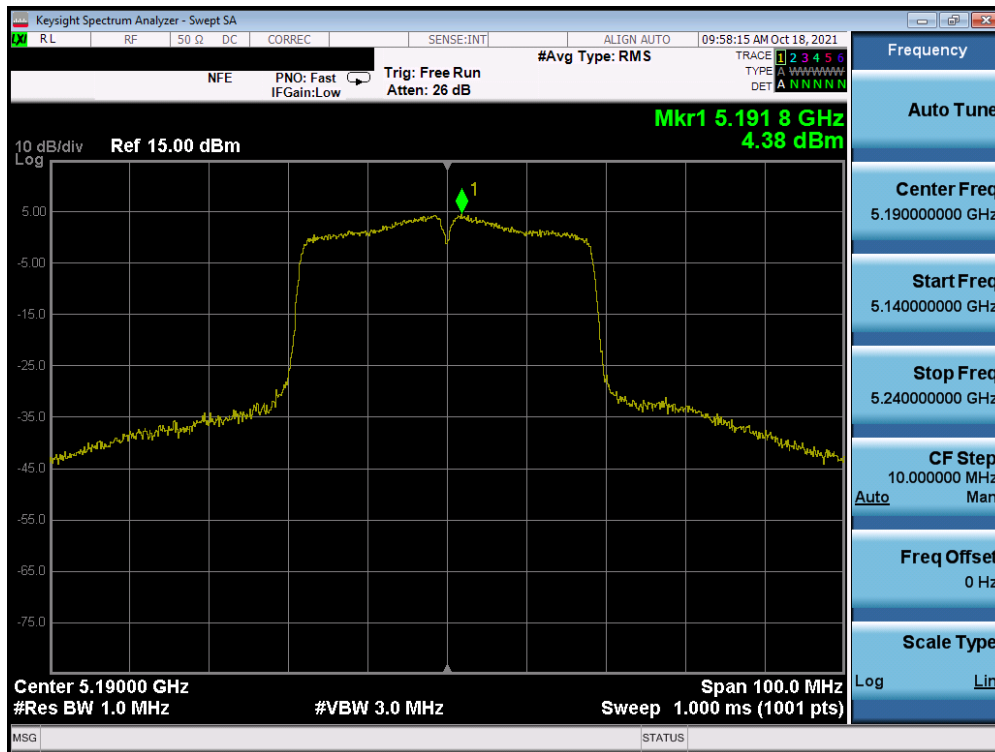 Keysight Spectrum Analyzer - Swept SA
LXI RL RF 50 Ω DC CORREC SENSE:INT ALIGN AUTO 09:58:15 AM Oct 18, 2021
#Avg Type: RMS
TRACE 1 2 3 4 5 6
TYPE A WWWWW
DET A N N N N N
NFE PNO: Fast Trig: Free Run
IFGain:Low Atten: 26 dB
Mkr1 5.191 8 GHz
4.38 dBm
10 dB/div Ref 15.00 dBm
Log
1
5.00
-5.00
-15.0
-25.0
-35.0
-45.0
-55.0
-65.0
-75.0
Center 5.19000 GHz Span 100.0 MHz
#Res BW 1.0 MHz #VBW 3.0 MHz Sweep 1.000 ms (1001 pts)
MSG STATUS
Frequency
Auto Tune
Center Freq
5.190000000 GHz
Start Freq
5.140000000 GHz
Stop Freq
5.240000000 GHz
CF Step
10.000000 MHz
Auto Man
Freq Offset
0 Hz
Scale Type
Log Lin